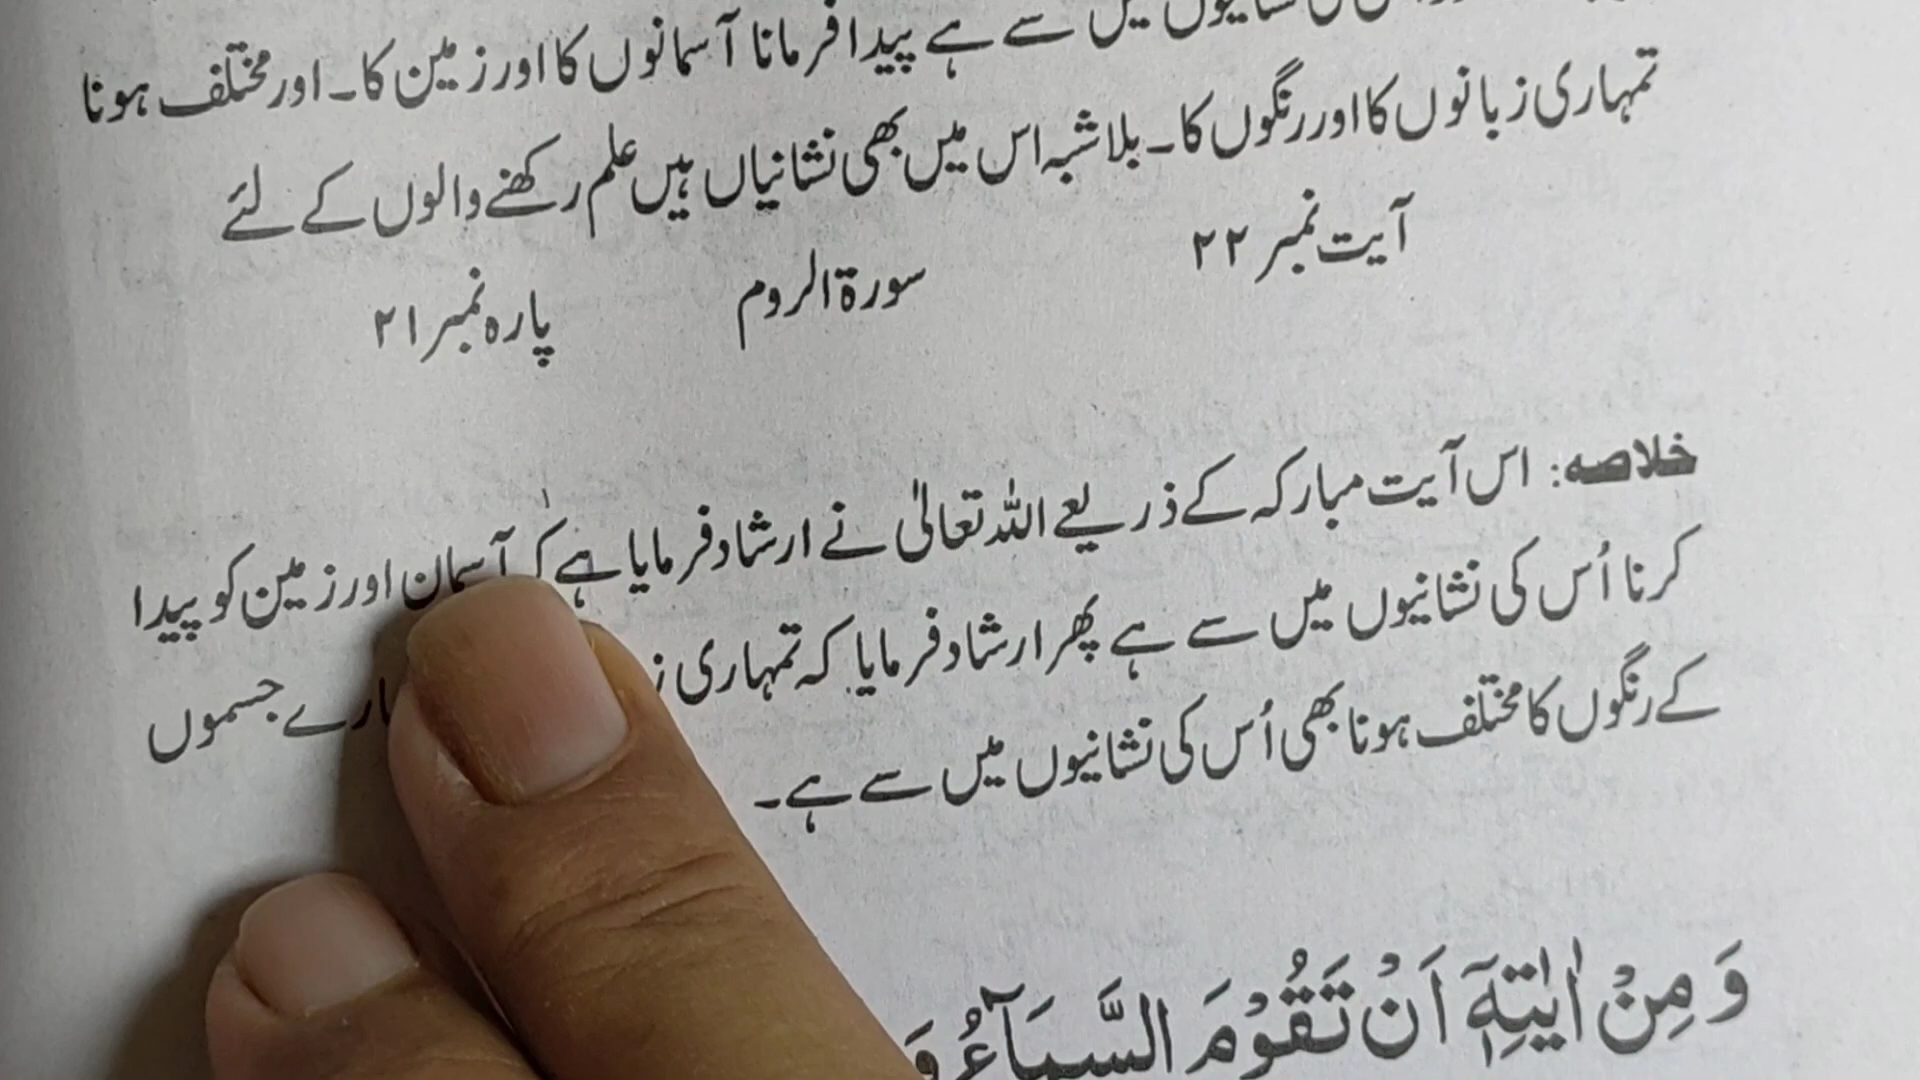 میں سے ہے پیدا فرمانا آسمانوں کا اور زمین کا۔ اور مختلف ہونا
تمہاری زبانوں کا اور رنگوں کا۔ بلاشبہ اس میں بھی نشانیاں ہیں علم رکھنے والوں کے لئے
آیت نمبر ۲۲ سورۃ الروم پارہ نمبر ۲۱
خلاصہ: اس آیت مبارکہ کے ذریعے اللہ تعالیٰ نے ارشاد فرمایا ہے کہ آسمان اور زمین کو پیدا
کرنا اُس کی نشانیوں میں سے ہے پھر ارشاد فرمایا کہ تمہاری جسموں
کے رنگوں کا مختلف ہونا بھی اُس کی نشانیوں میں سے ہے۔
وَمِنْ اٰیٰتِهٖٓ اَنْ تَقُوْمَ السَّمَآءُ وَ